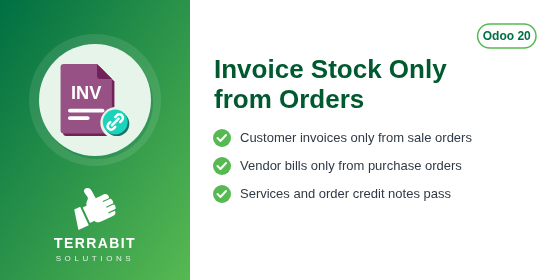 Odoo 20
INV
Invoice Stock Only
from Orders
Customer invoices only from sale orders
Vendor bills only from purchase orders
Services and order credit notes pass
TERRABIT
SOLUTIONS